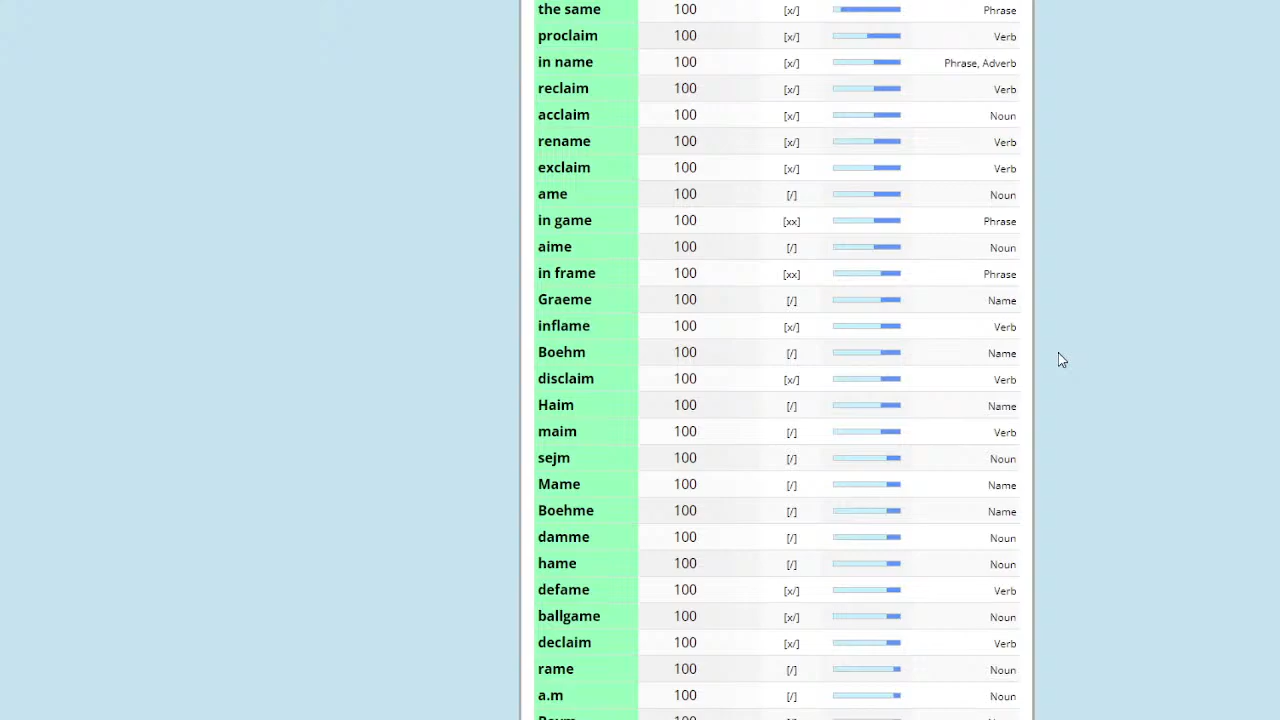 the same 100 [x/] Phrase
proclaim 100 [x/] Verb
in name 100 [x/] Phrase, Adverb
reclaim 100 [x/] Verb
acclaim 100 [x/] Noun
rename 100 [x/] Verb
exclaim 100 [x/] Verb
ame 100 [/] Noun
in game 100 [xx] Phrase
aime 100 [/] Noun
in frame 100 [xx] Phrase
Graeme 100 [/] Name
inflame 100 [x/] Verb
Boehm 100 [/] Name
disclaim 100 [x/] Verb
Haim 100 [/] Name
maim 100 [/] Verb
sejm 100 [/] Noun
Mame 100 [/] Name
Boehme 100 [/] Name
damme 100 [/] Noun
hame 100 [/] Noun
defame 100 [x/] Verb
ballgame 100 [x/] Noun
declaim 100 [x/] Verb
rame 100 [/] Noun
a.m 100 [/] Noun